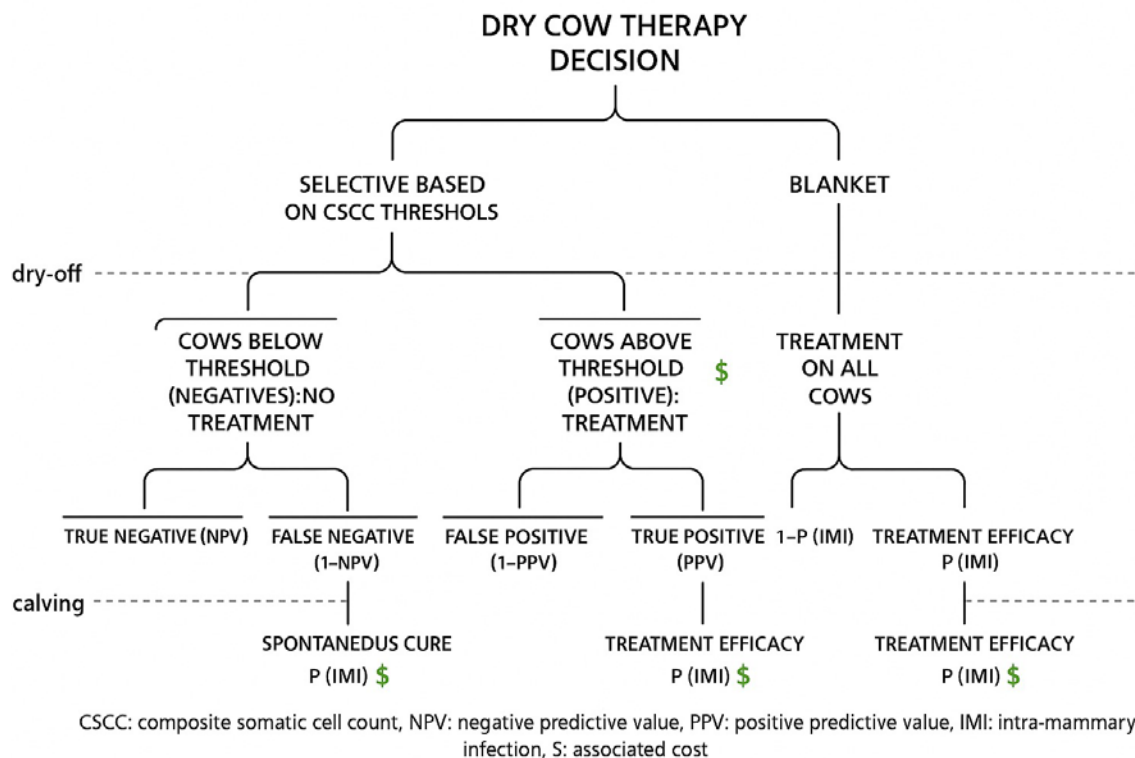 DRY COW THERAPY
DECISION
SELECTIVE BASED
ON CSCC THRESHOLS
BLANKET
dry-off
COWS BELOW
THRESHOLD
(NEGATIVES):NO
TREATMENT
COWS ABOVE
THRESHOLD
(POSITIVE):
TREATMENT
$
TREATMENT
ON ALL
COWS
TRUE NEGATIVE (NPV)
FALSE NEGATIVE
(1–NPV)
FALSE POSITIVE
(1–PPV)
TRUE POSITIVE
(PPV)
1–P (IMI)
TREATMENT EFFICACY
P (IMI)
calving
SPONTANEDUS CURE
P (IMI) $
TREATMENT EFFICACY
P (IMI) $
TREATMENT EFFICACY
P (IMI) $
CSCC: composite somatic cell count, NPV: negative predictive value, PPV: positive predictive value, IMI: intra-mammary
infection, S: associated cost